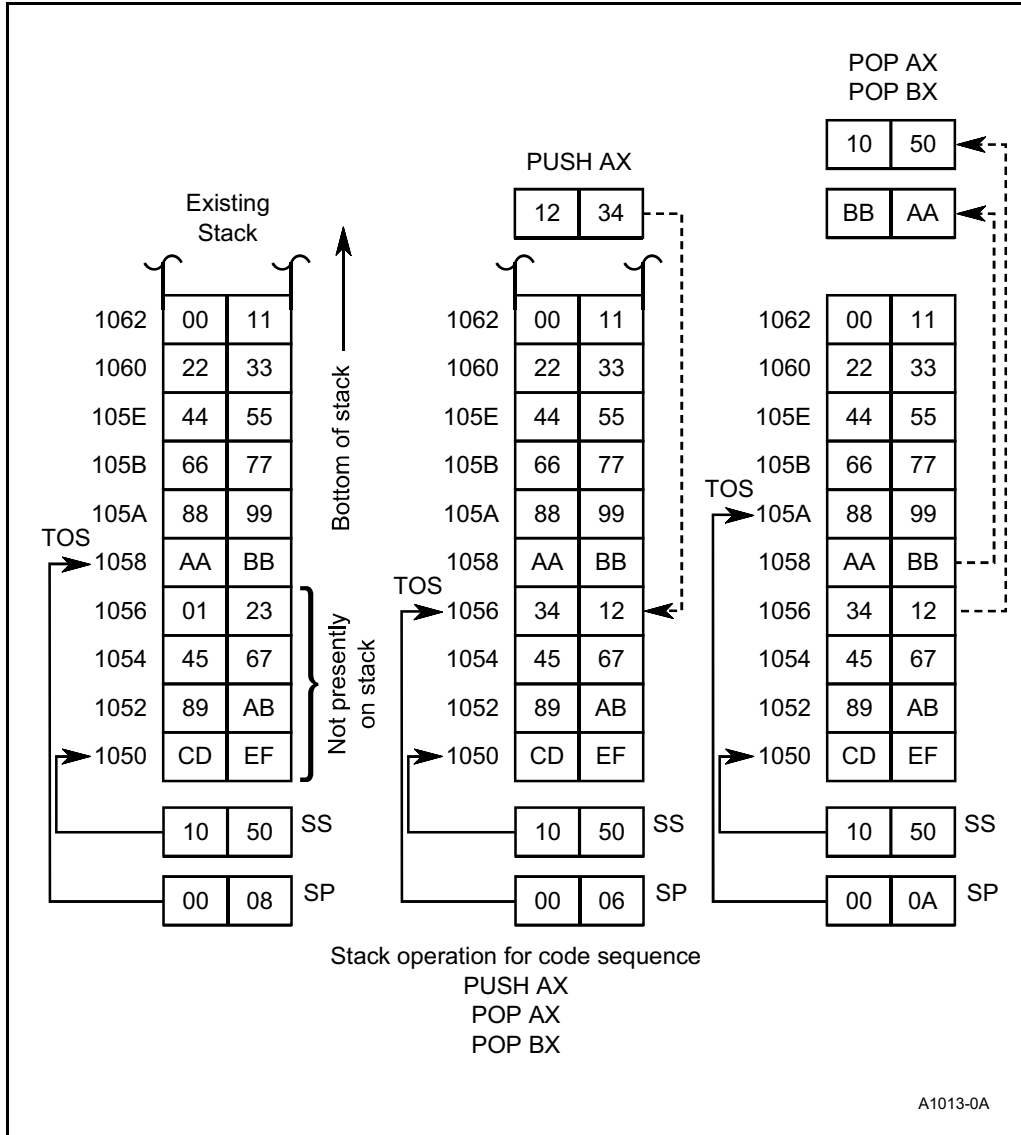 POP AX
POP BX
10 50
PUSH AX
12 34
BB AA
Existing
Stack
Bottom of stack
1062 00 11
1060 22 33
105E 44 55
105B 66 77
105A 88 99
TOS
1058 AA BB
1056 01 23
1054 45 67
1052 89 AB
1050 CD EF
Not presently
on stack
10 50 SS
00 08 SP
1062 00 11
1060 22 33
105E 44 55
105B 66 77
105A 88 99
1058 AA BB
TOS
1056 34 12
1054 45 67
1052 89 AB
1050 CD EF
10 50 SS
00 06 SP
1062 00 11
1060 22 33
105E 44 55
105B 66 77
TOS
105A 88 99
1058 AA BB
1056 34 12
1054 45 67
1052 89 AB
1050 CD EF
10 50 SS
00 0A SP
Stack operation for code sequence
PUSH AX
POP AX
POP BX
A1013-0A